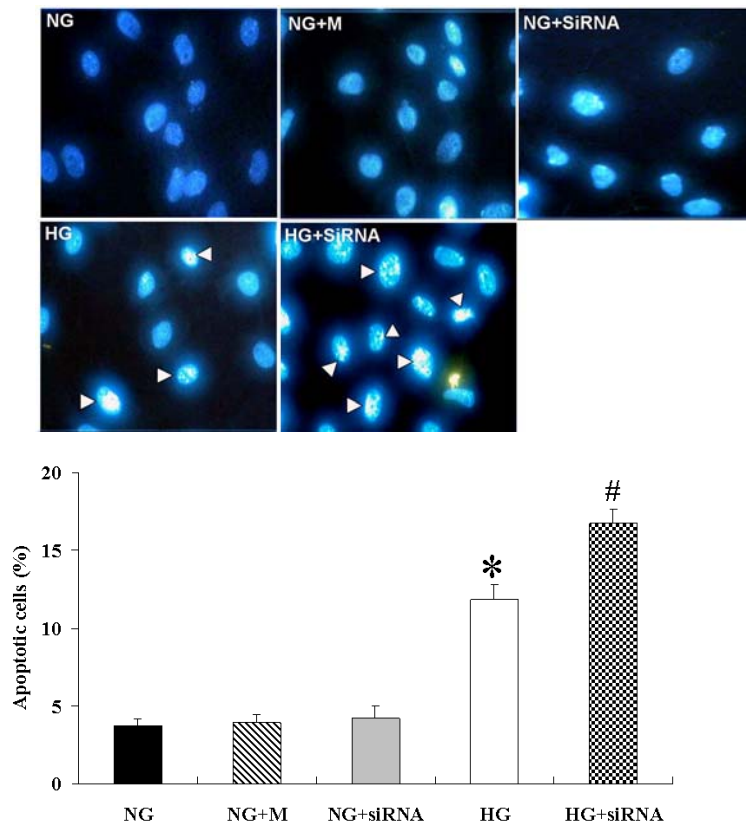 NG
NG+M
NG+SiRNA
HG
HG+SiRNA
20
15
10
5
0
Apoptotic cells (%)
*
#
NG
NG+M
NG+siRNA
HG
HG+siRNA